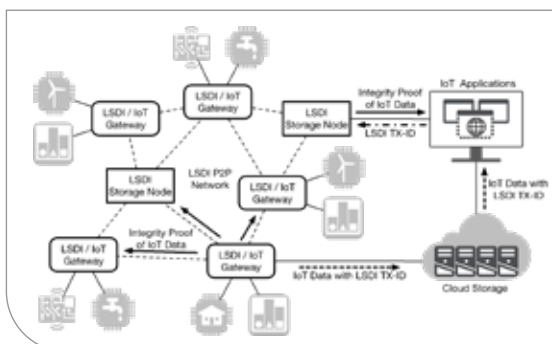 LSDI / IoT
Gateway
LSDI / IoT
Gateway
LSDI
Storage Node
Integrity Proof
of IoT Data
LSDI TX-ID
IoT Applications
LSDI
Storage Node
LSDI P2P
Network
LSDI / IoT
Gateway
IoT Data with
LSDI TX-ID
LSDI / IoT
Gateway
Integrity Proof
of IoT Data
LSDI / IoT
Gateway
IoT Data with LSDI TX-ID
Cloud Storage